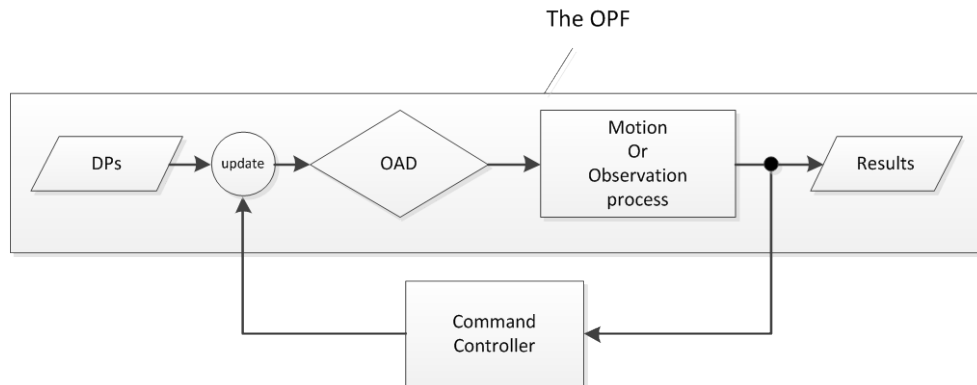 The OPF
DPs
update
OAD
Motion
Or
Observation
process
Results
Command
Controller